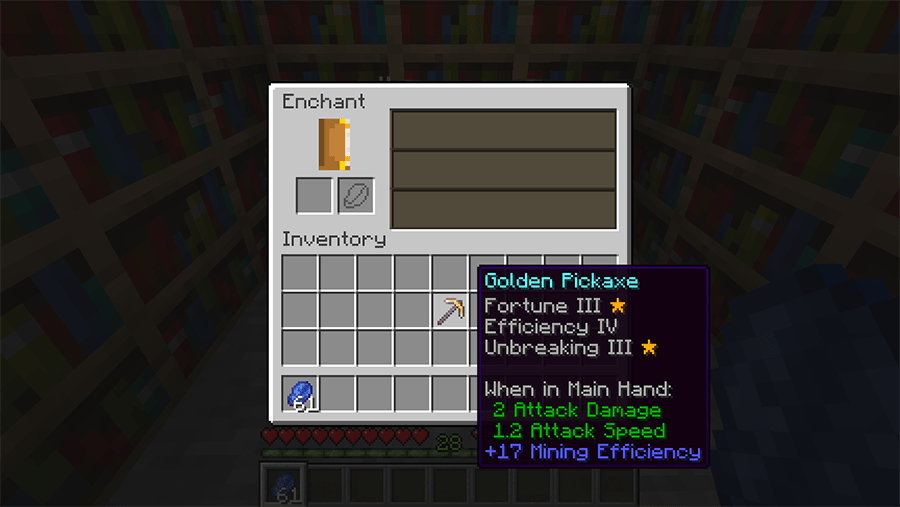 Enchant
Inventory
Golden Pickaxe
Fortune III ★
Efficiency IV
Unbreaking III ★
When in Main Hand:
2 Attack Damage
1.2 Attack Speed
+17 Mining Efficiency
61
28
61